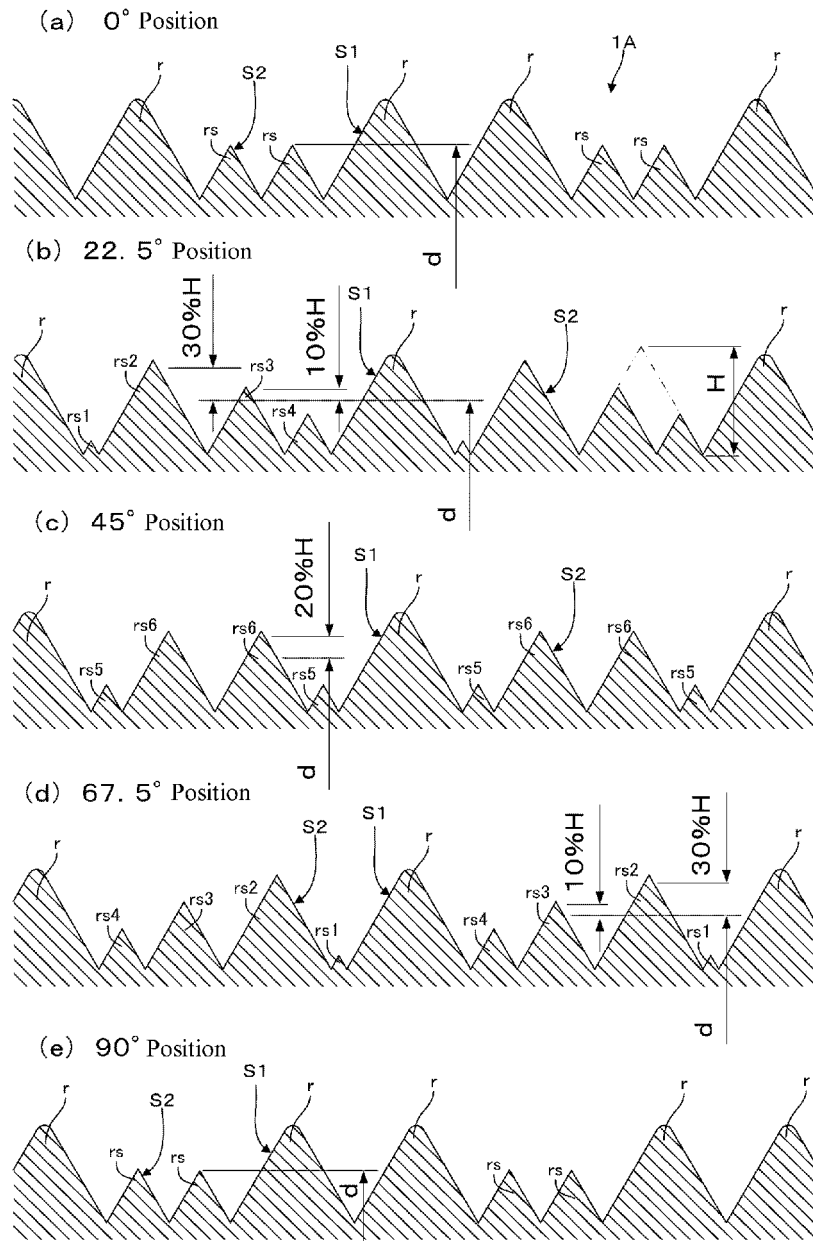 (a) 0° Position
r
S2
S1
r
r
1A
r
rs
rs
rs
rs
d
(b) 22. 5° Position
30%H
10%H
S1
r
r
S2
r
rs2
rs3
H
rs1
rs4
d
(c) 45° Position
20%H
S1
r
r
S2
r
rs6
rs6
rs6
rs6
rs5
rs5
rs5
rs5
d
(d) 67. 5° Position
S2
S1
10%H
30%H
r
r
r
rs4
rs3
rs2
rs1
rs4
rs3
rs2
rs1
d
(e) 90° Position
S1
r
S2
r
r
r
r
rs
rs
d
rs
rs